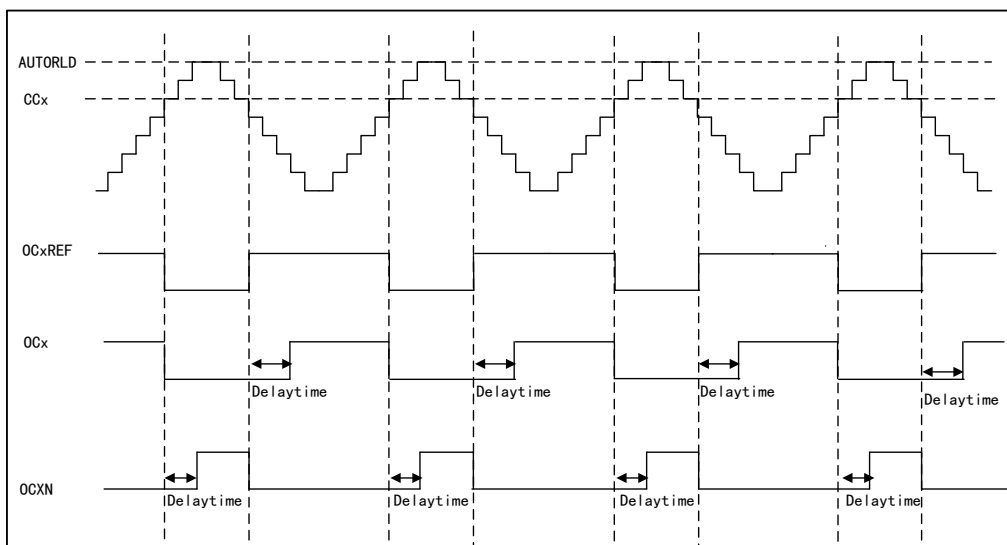 AUTORLD
CCx
OCxREF
OCx
Delaytime
Delaytime
Delaytime
Delaytime
OCXN
Delaytime
Delaytime
Delaytime
Delaytime